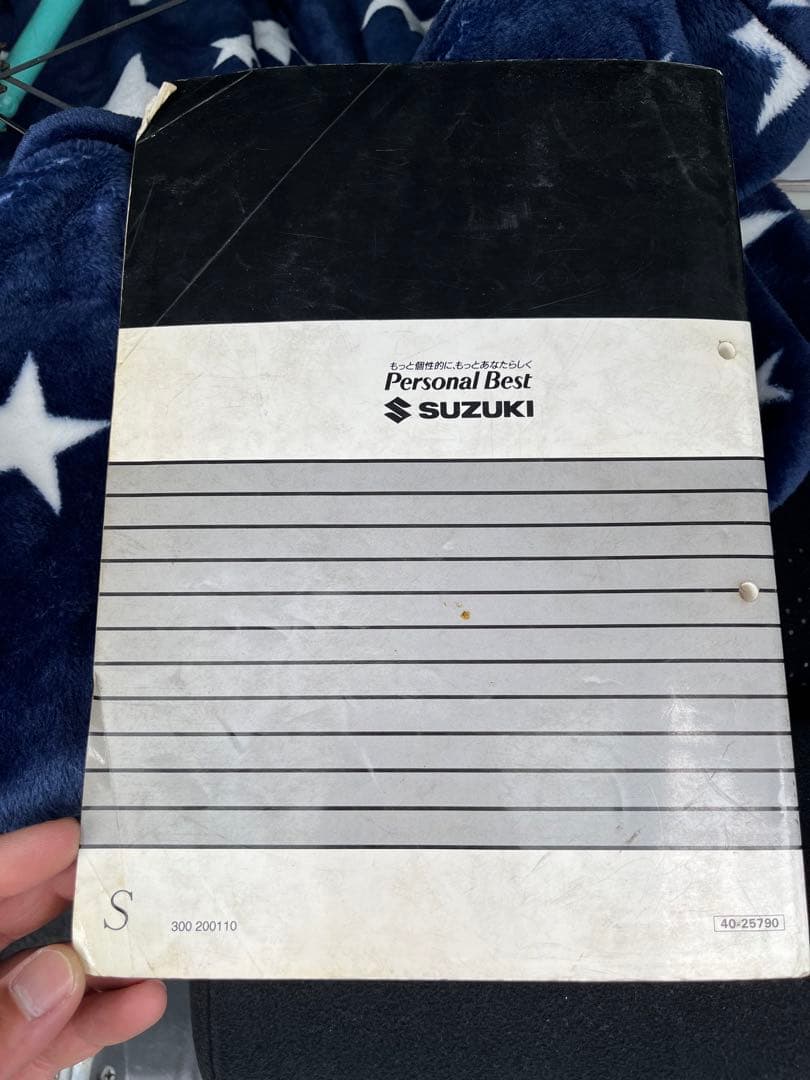 もっと個性的に、もっとあなたらしく
Personal Best
SUZUKI
S
300 200110
40-25790